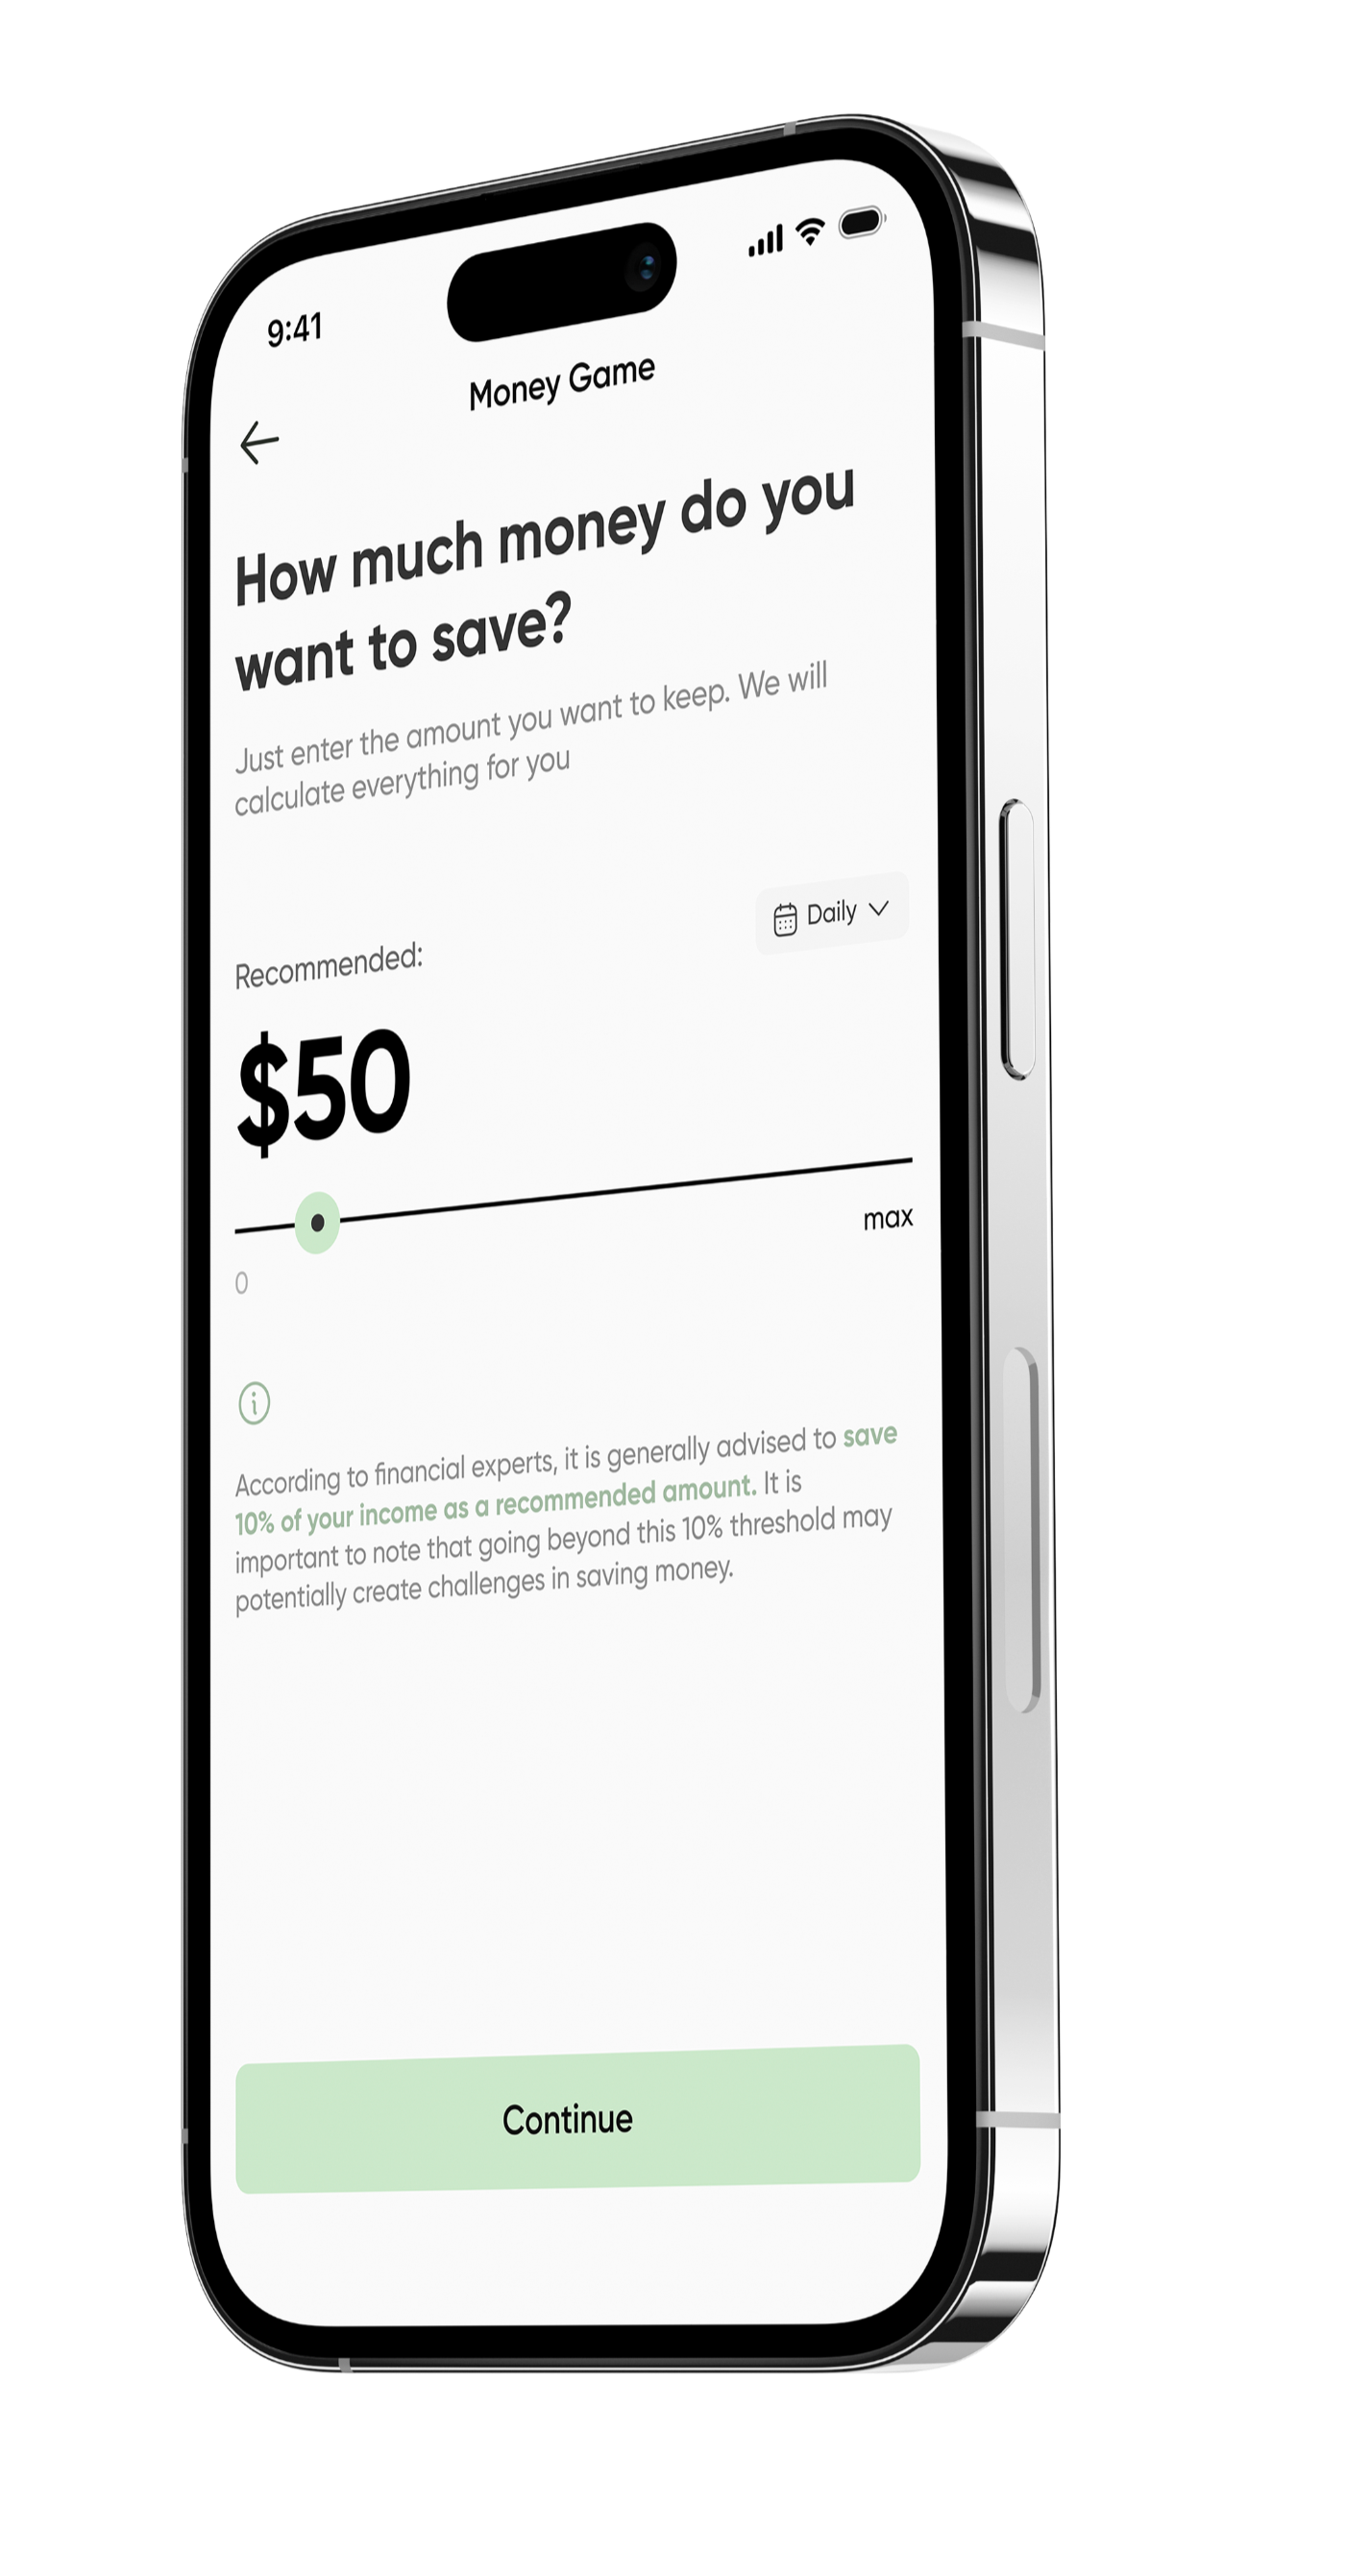 9:41
Money Game
How much money do you
want to save?
Just enter the amount you want to keep. We will
calculate everything for you
Daily
Recommended:
$50
max
0
According to financial experts, it is generally advised to save
10% of your income as a recommended amount. It is
important to note that going beyond this 10% threshold may
potentially create challenges in saving money.
Continue